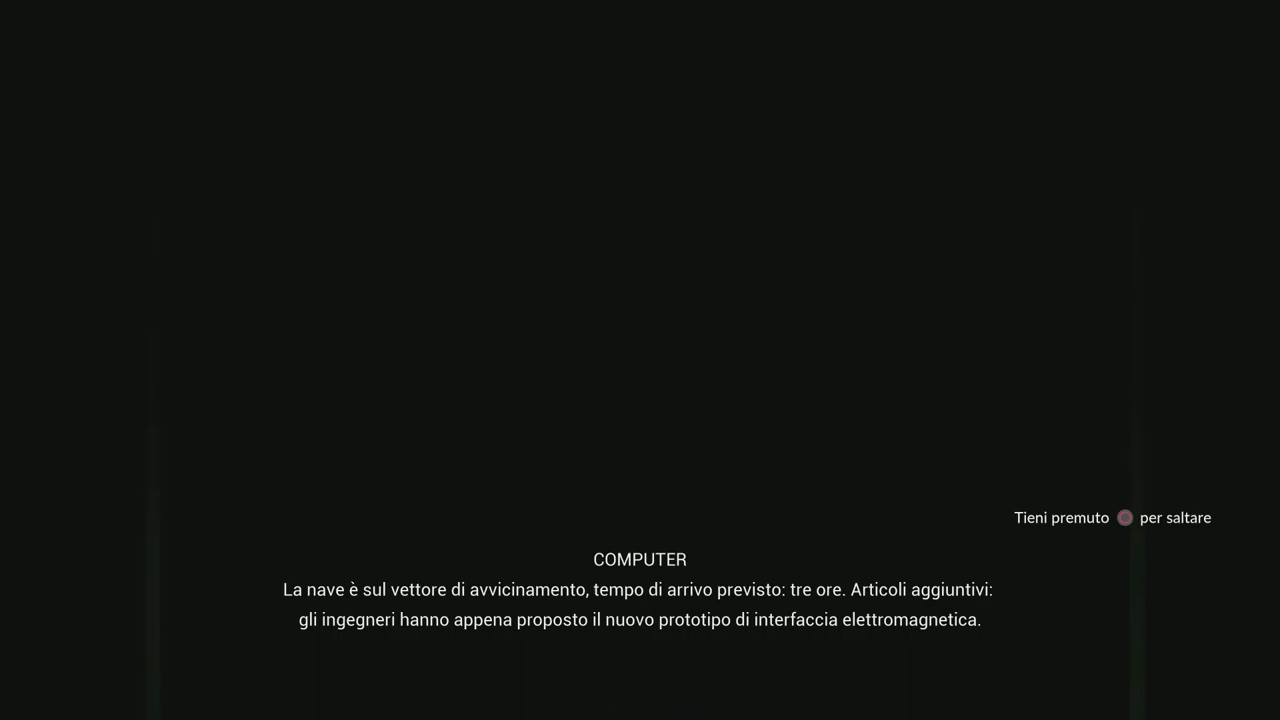 Tieni premuto per saltare
COMPUTER
La nave è sul vettore di avvicinamento, tempo di arrivo previsto: tre ore. Articoli aggiuntivi:
gli ingegneri hanno appena proposto il nuovo prototipo di interfaccia elettromagnetica.